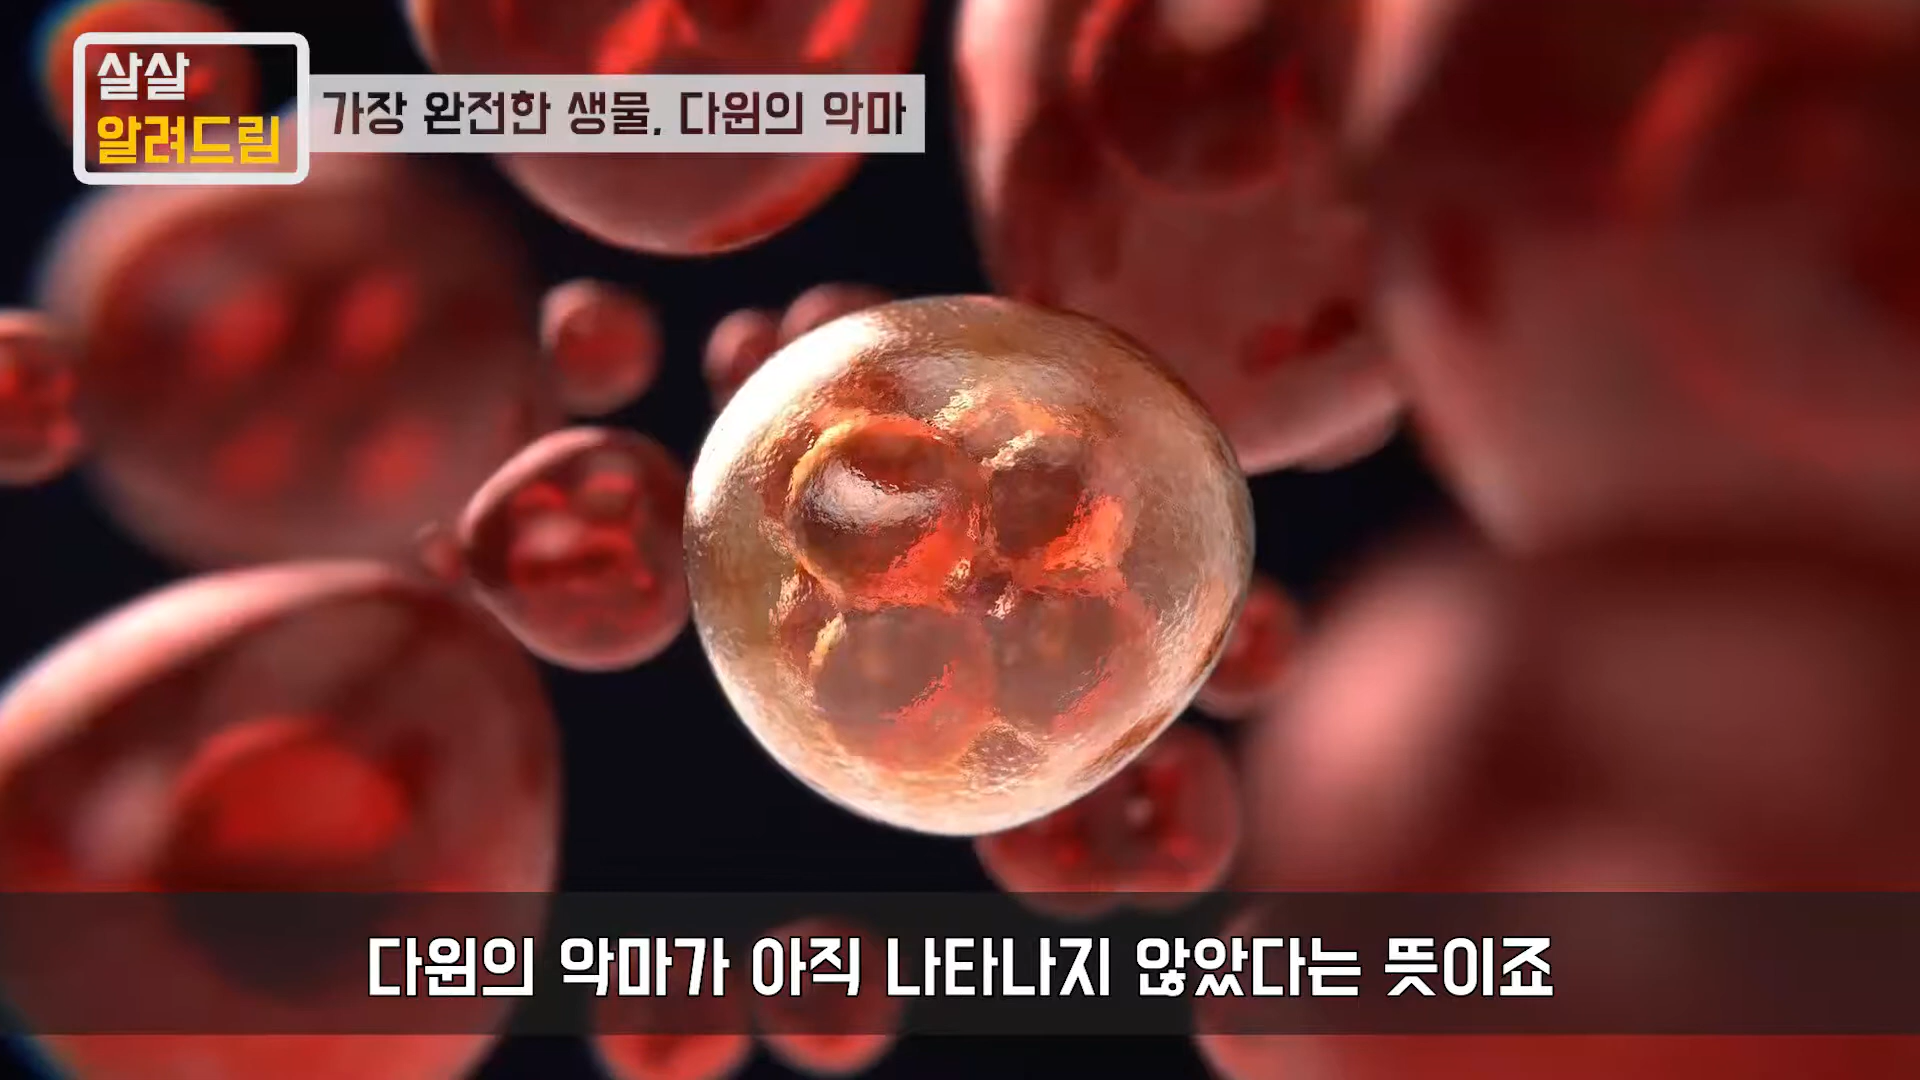 살살
알려드림
가장 완전한 생물, 다윈의 악마
다윈의 악마가 아직 나타나지 않았다는 뜻이죠